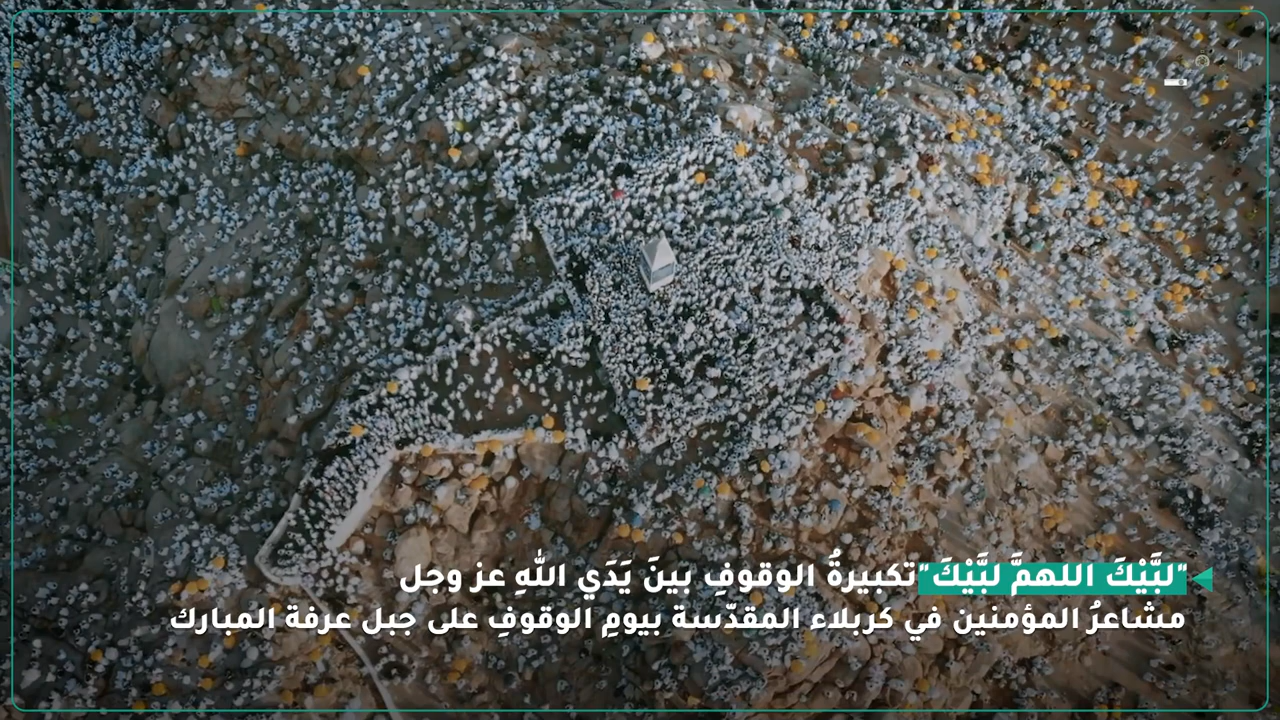 "لبَّيْكَ اللهمَّ لبَّيْكَ" تكبيرةُ الوقوفِ بينَ يَدَي اللهِ عز وجل
مشاعرُ المؤمنين في كربلاء المقدّسة بيومِ الوقوفِ على جبل عرفة المبارك